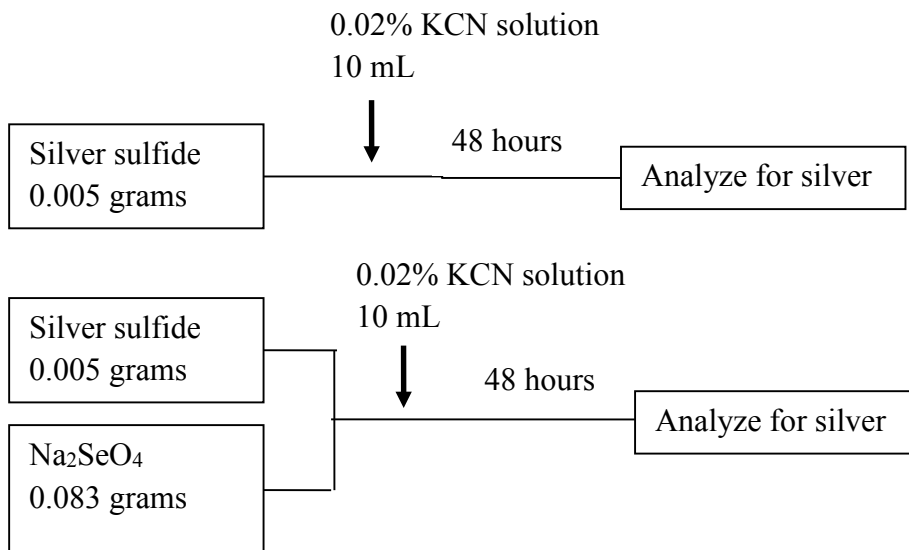 0.02% KCN solution
10 mL
48 hours
Silver sulfide
0.005 grams
Analyze for silver
0.02% KCN solution
10 mL
Silver sulfide
0.005 grams
48 hours
Analyze for silver
Na₂SeO₄
0.083 grams